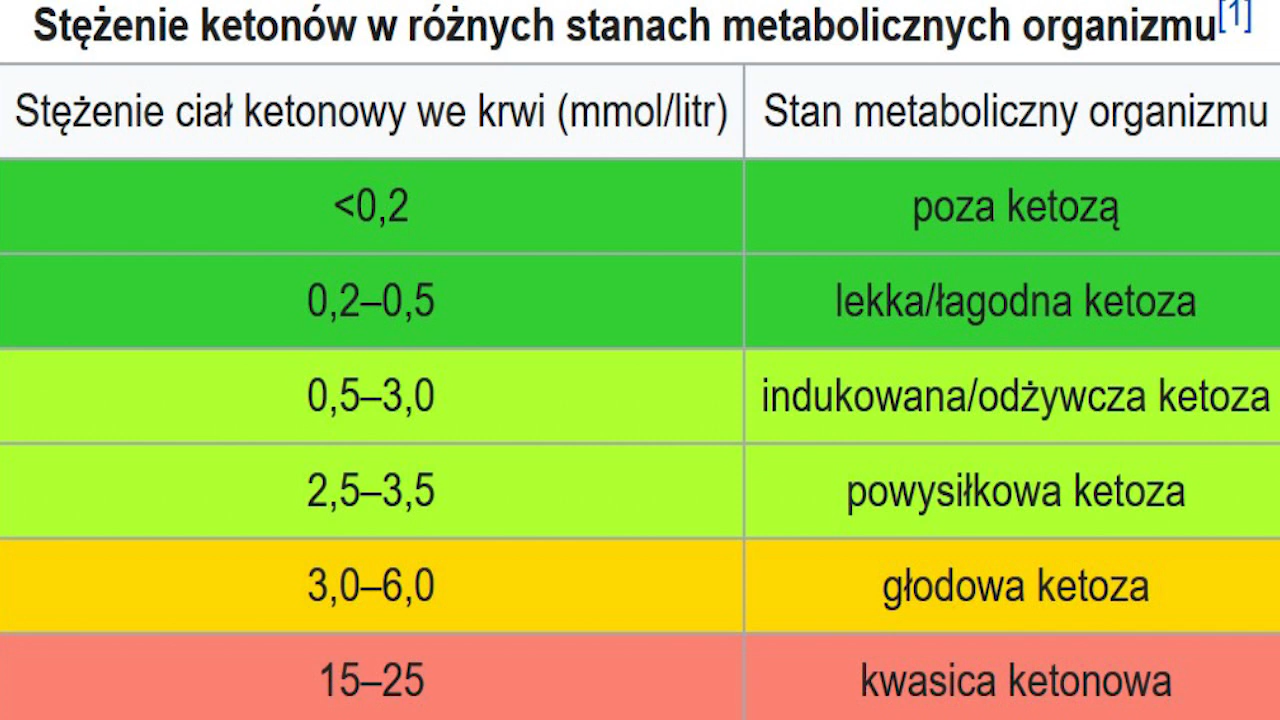 Stężenie ketonów w różnych stanach metabolicznych organizmu[1]
Stężenie ciał ketonowy we krwi (mmol/litr) Stan metaboliczny organizmu
<0,2 poza ketozą
0,2–0,5 lekka/łagodna ketoza
0,5–3,0 indukowana/odżywcza ketoza
2,5–3,5 powysiłkowa ketoza
3,0–6,0 głodowa ketoza
15–25 kwasica ketonowa